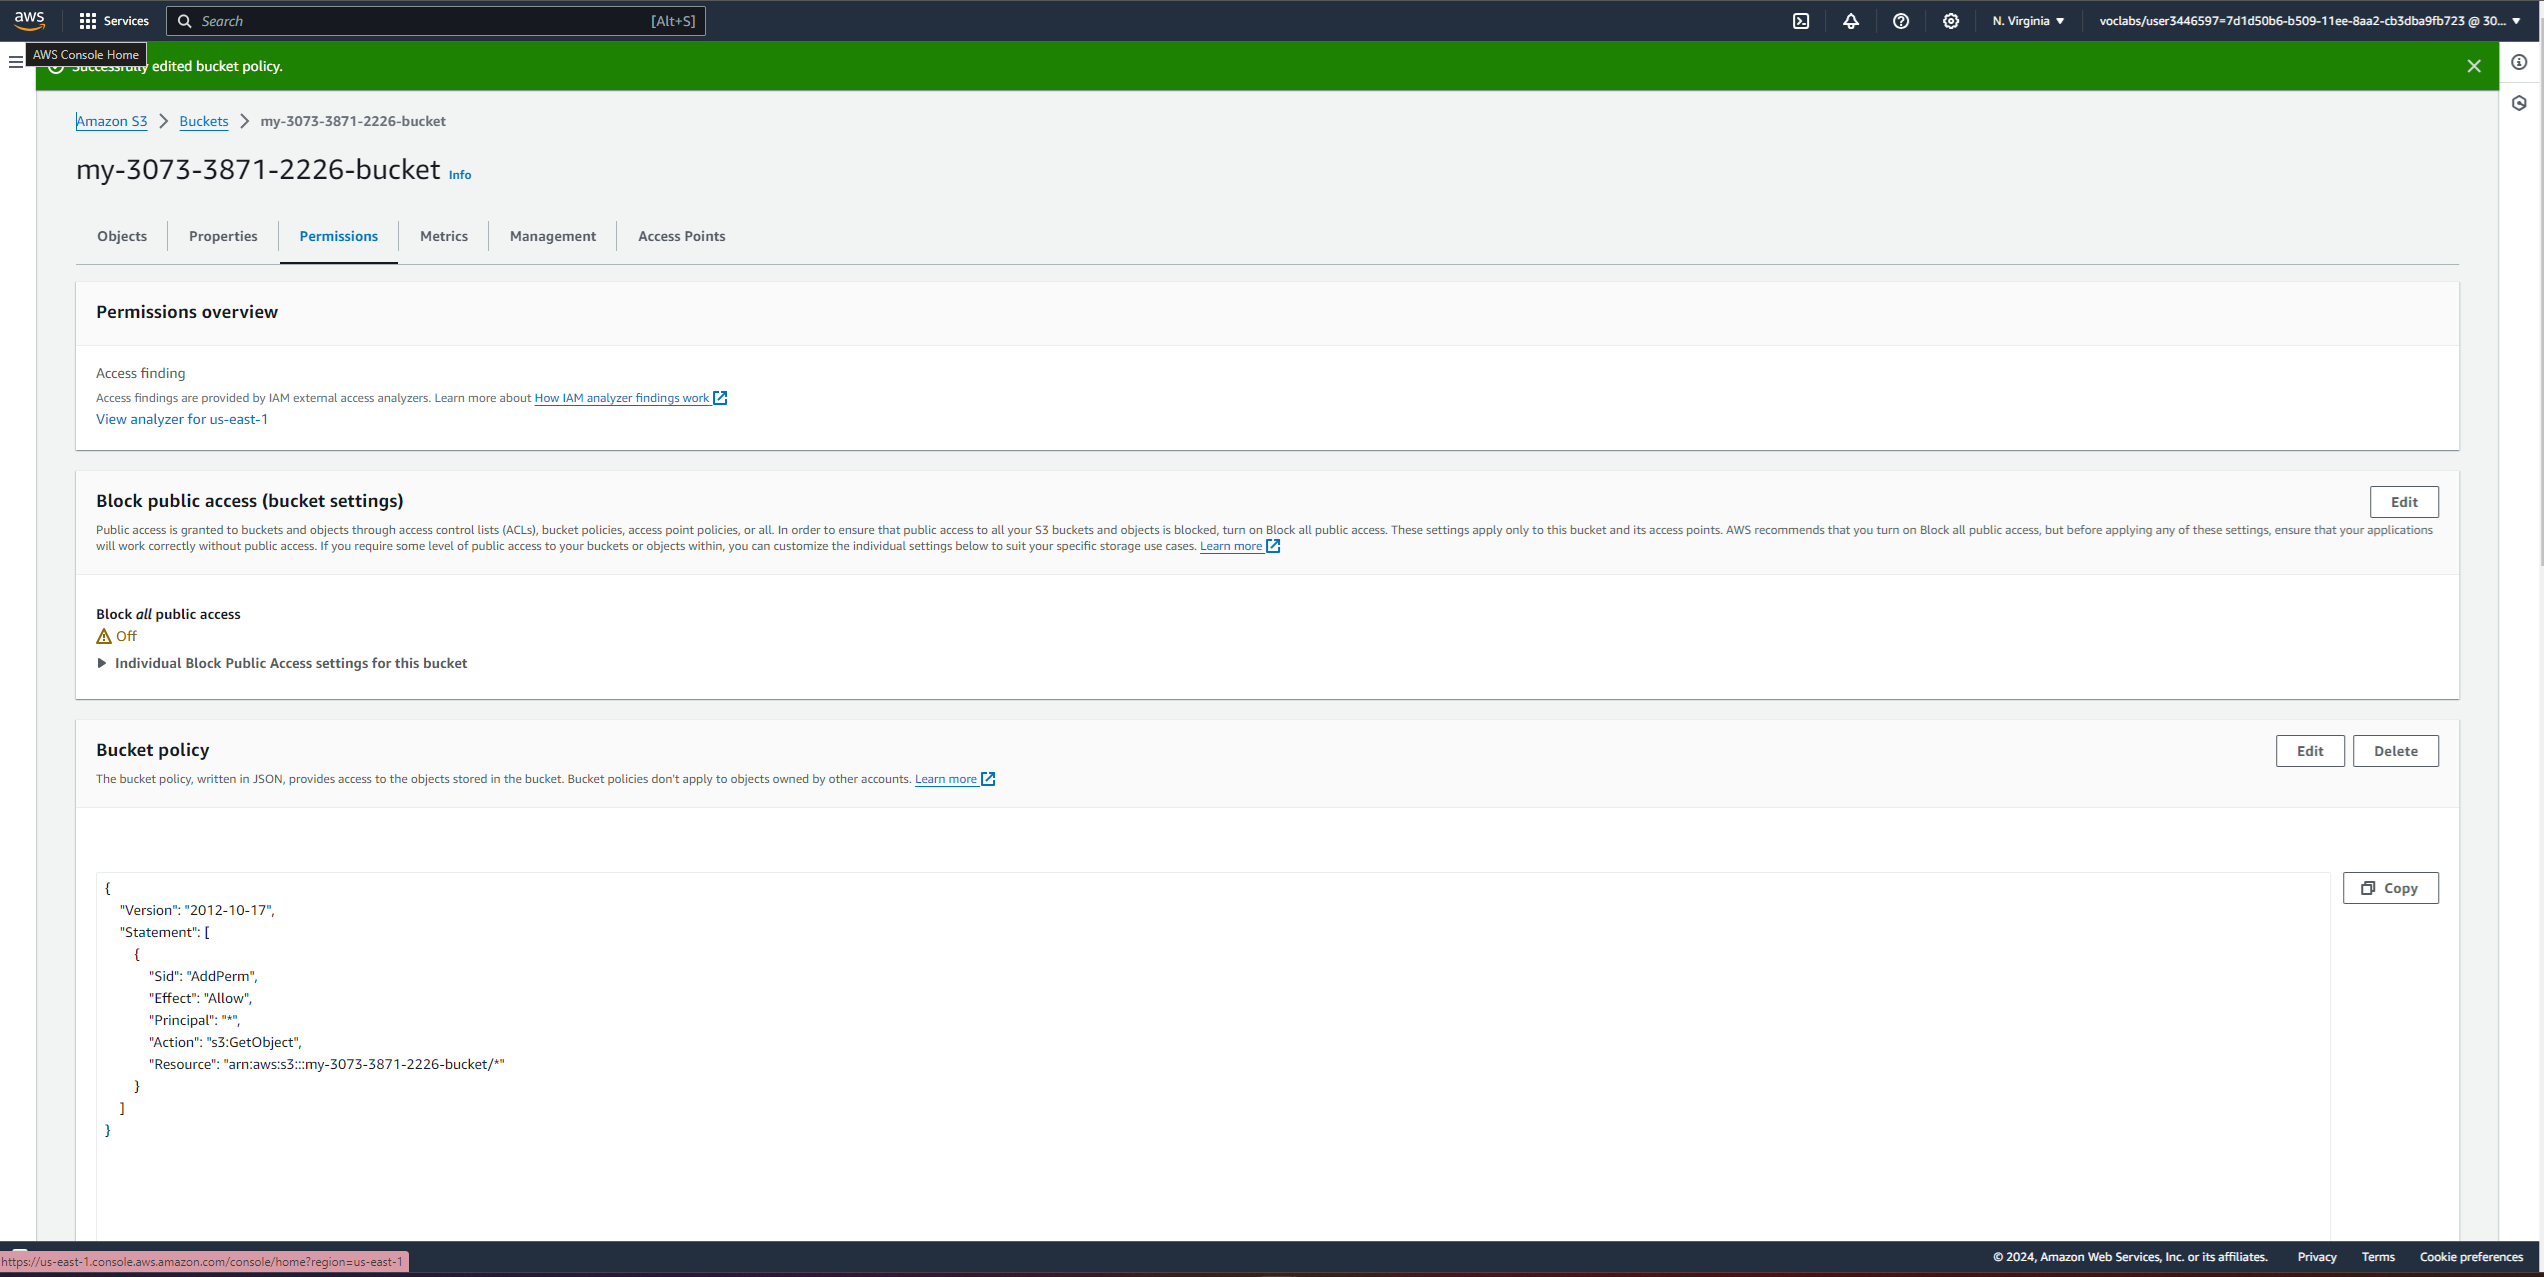 aws
Services
Search
[Alt+S]
N. Virginia
voclabs/user3446597=7d1d50b6-b509-11ee-8aa2-cb3dba9fb723 @ 30...
AWS Console Home
Successfully edited bucket policy.
Amazon S3
Buckets
my-3073-3871-2226-bucket
my-3073-3871-2226-bucket Info
Objects
Properties
Permissions
Metrics
Management
Access Points
Permissions overview
Access finding
Access findings are provided by IAM external access analyzers. Learn more about How IAM analyzer findings work
View analyzer for us-east-1
Block public access (bucket settings)
Edit
Public access is granted to buckets and objects through access control lists (ACLs), bucket policies, access point policies, or all. In order to ensure that public access to all your S3 buckets and objects is blocked, turn on Block all public access. These settings apply only to this bucket and its access points. AWS recommends that you turn on Block all public access, but before applying any of these settings, ensure that your applications
will work correctly without public access. If you require some level of public access to your buckets or objects within, you can customize the individual settings below to suit your specific storage use cases. Learn more
Block all public access
Off
Individual Block Public Access settings for this bucket
Bucket policy
Edit
Delete
The bucket policy, written in JSON, provides access to the objects stored in the bucket. Bucket policies don't apply to objects owned by other accounts. Learn more
Copy
{
"Version": "2012-10-17",
"Statement": [
{
"Sid": "AddPerm",
"Effect": "Allow",
"Principal": "*",
"Action": "s3:GetObject",
"Resource": "arn:aws:s3:::my-3073-3871-2226-bucket/*"
}
]
}
https://us-east-1.console.aws.amazon.com/console/home?region=us-east-1
© 2024, Amazon Web Services, Inc. or its affiliates.
Privacy
Terms
Cookie preferences